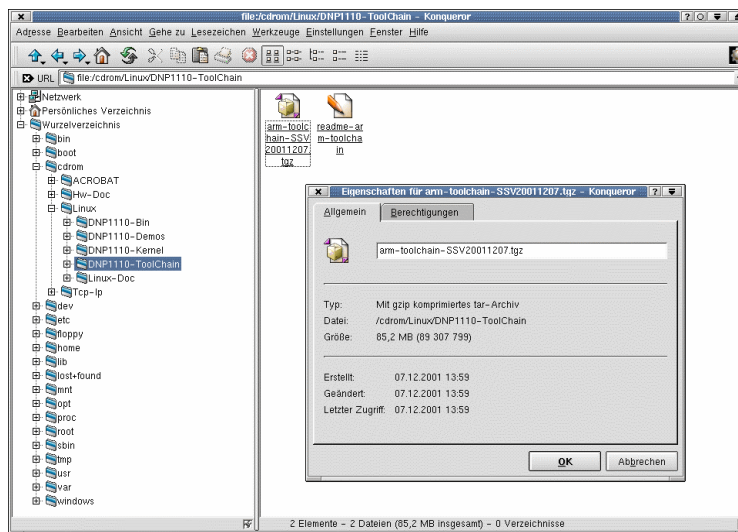 file:/cdrom/Linux/DNP1110-ToolChain - Konqueror
Adresse Bearbeiten Ansicht Gehe zu Lesezeichen Werkzeuge Einstellungen Fenster Hilfe
URL file:/cdrom/Linux/DNP1110-ToolChain
Netzwerk
Persönliches Verzeichnis
Wurzelverzeichnis
bin
boot
cdrom
ACROBAT
Hw-Doc
Linux
DNP1110-Bin
DNP1110-Demos
DNP1110-Kernel
DNP1110-ToolChain
Linux-Doc
Tcp-Ip
dev
etc
floppy
home
lib
lost+found
mnt
opt
proc
root
sbin
tmp
usr
var
windows
arm-toolc
hain-SSV
20011207.
tgz
readme-ar
m-toolcha
in
Eigenschaften für arm-toolchain-SSV20011207.tgz - Konqueror
Allgemein Berechtigungen
arm-toolchain-SSV20011207.tgz
Typ: Mit gzip komprimiertes tar-Archiv
Datei: /cdrom/Linux/DNP1110-ToolChain
Größe: 85,2 MB (89 307 799)
Erstellt: 07.12.2001 13:59
Geändert: 07.12.2001 13:59
Letzter Zugriff: 07.12.2001 13:59
OK Abbrechen
2 Elemente - 2 Dateien (85,2 MB insgesamt) - 0 Verzeichnisse